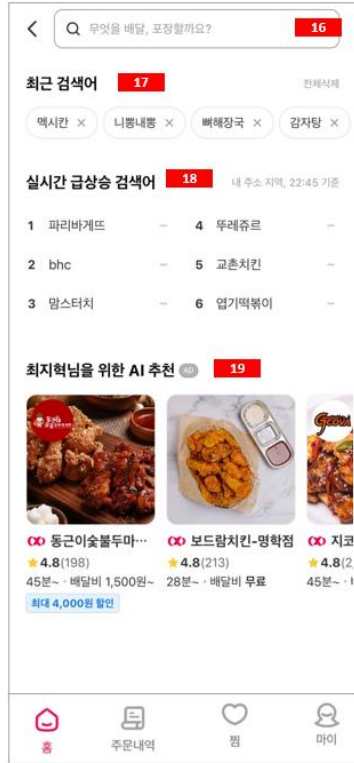 무엇을 배달, 포장할까요? 16
최근 검색어 17 전체삭제
멕시칸 × 니뽕내뽕 × 뼈해장국 × 감자탕 ×
실시간 급상승 검색어 18 내 주소 지역, 22:45 기준
1 파리바게뜨 – 4 뚜레쥬르 –
2 bhc – 5 교촌치킨 –
3 맘스터치 – 6 엽기떡볶이 –
최지혁님을 위한 AI 추천 AD 19
동근이숯불두마… 보드람치킨-명학점 지코
4.8(198) 4.8(213) 4.8(2
45분~ · 배달비 1,500원~ 28분~ · 배달비 무료 45분~ ·
최대 4,000원 할인
홈 주문내역 찜 마이